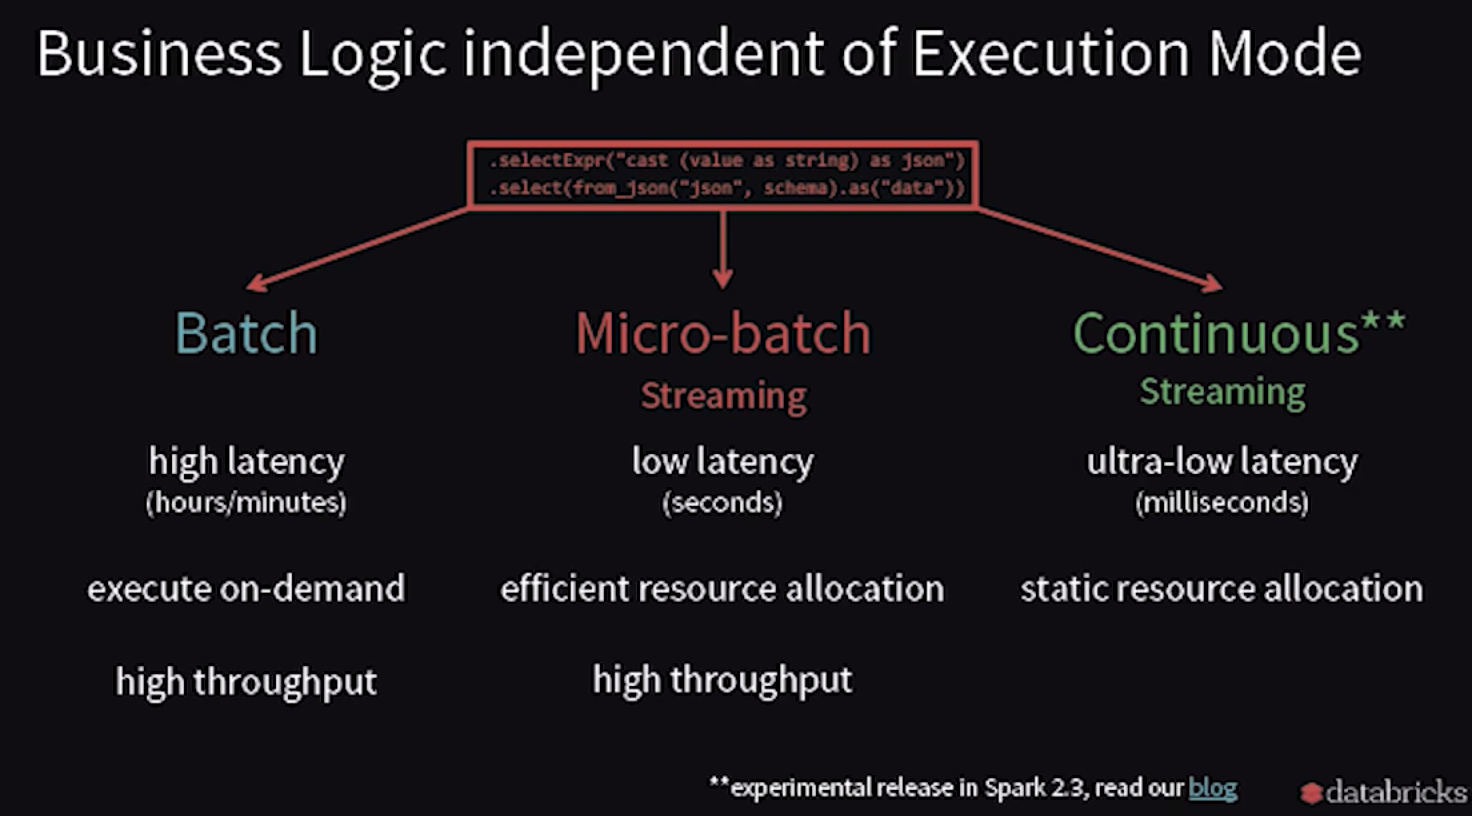 Business Logic independent of Execution Mode
.selectExpr("cast (value as string) as json")
.select(from_json("json", schema).as("data"))
Batch
high latency
(hours/minutes)
execute on-demand
high throughput
Micro-batch
Streaming
low latency
(seconds)
efficient resource allocation
high throughput
Continuous**
Streaming
ultra-low latency
(milliseconds)
static resource allocation
**experimental release in Spark 2.3, read our blog
databricks